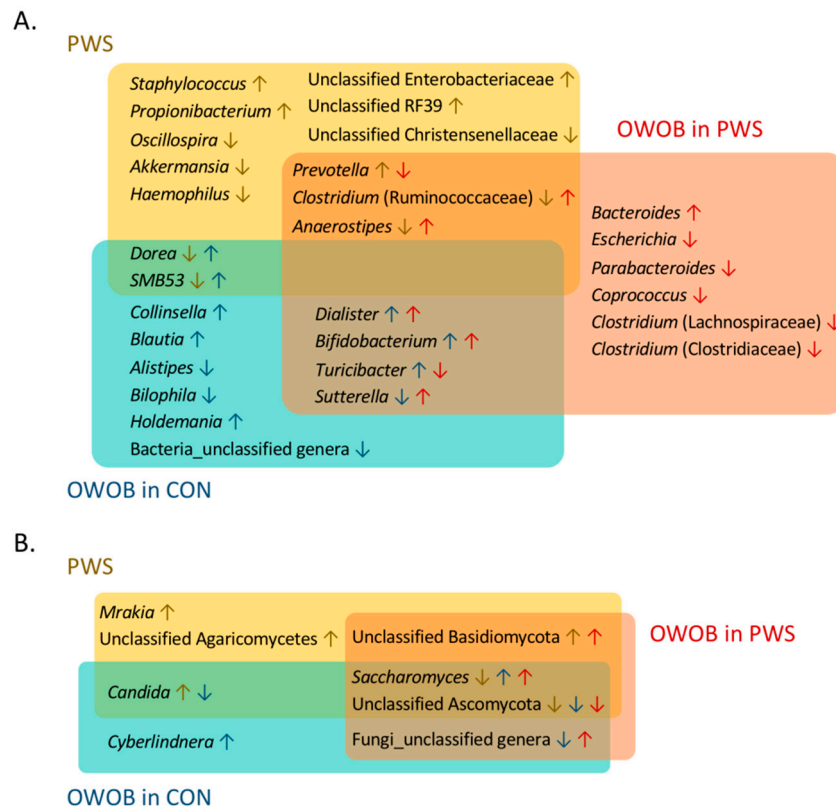 A.
PWS
Staphylococcus ↑
Propionibacterium ↑
Oscillospira ↓
Akkermansia ↓
Haemophilus ↓
Unclassified Enterobacteriaceae ↑
Unclassified RF39 ↑
Unclassified Christensenellaceae ↓
OWOB in PWS
Prevotella ↑ ↓
Clostridium (Ruminococcaceae) ↓ ↑
Anaerostipes ↓ ↑
Bacteroides ↑
Escherichia ↓
Parabacteroides ↓
Coprococcus ↓
Clostridium (Lachnospiraceae) ↓
Clostridium (Clostridiaceae) ↓
Dorea ↓ ↑
SMB53 ↓ ↑
Collinsella ↑
Blautia ↑
Alistipes ↓
Bilophila ↓
Holdemania ↑
Bacteria_unclassified genera ↓
Dialister ↑ ↑
Bifidobacterium ↑ ↑
Turicibacter ↑ ↓
Sutterella ↓ ↑
OWOB in CON
B.
PWS
Mrakia ↑
Unclassified Agaricomycetes ↑
Unclassified Basidiomycota ↑ ↑
OWOB in PWS
Saccharomyces ↓ ↑ ↑
Unclassified Ascomycota ↓ ↓ ↓
Candida ↑ ↓
Cyberlindnera ↑
Fungi_unclassified genera ↓ ↑
OWOB in CON